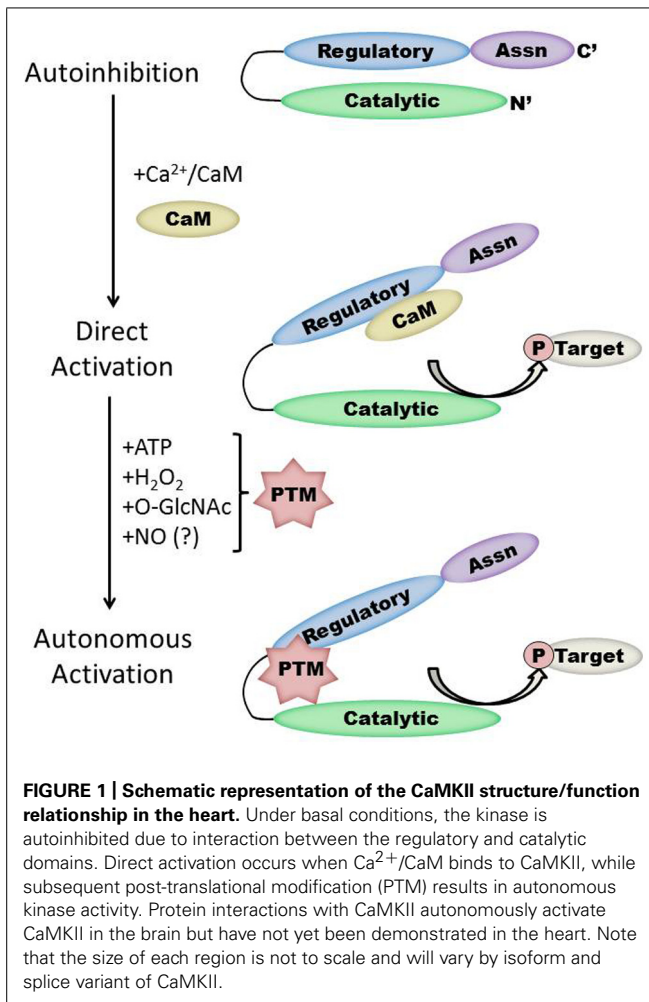 Regulatory Assn C'
Autoinhibition
Catalytic N'
+Ca²⁺/CaM
CaM
Assn
Regulatory
CaM
Direct
Activation
P Target
Catalytic
+ATP
+H₂O₂
+O-GlcNAc
+NO (?)
PTM
Assn
Regulatory
Autonomous
Activation
PTM
P Target
Catalytic
FIGURE 1 | Schematic representation of the CaMKII structure/function
relationship in the heart. Under basal conditions, the kinase is
autoinhibited due to interaction between the regulatory and catalytic
domains. Direct activation occurs when Ca²⁺/CaM binds to CaMKII, while
subsequent post-translational modification (PTM) results in autonomous
kinase activity. Protein interactions with CaMKII autonomously activate
CaMKII in the brain but have not yet been demonstrated in the heart. Note
that the size of each region is not to scale and will vary by isoform and
splice variant of CaMKII.